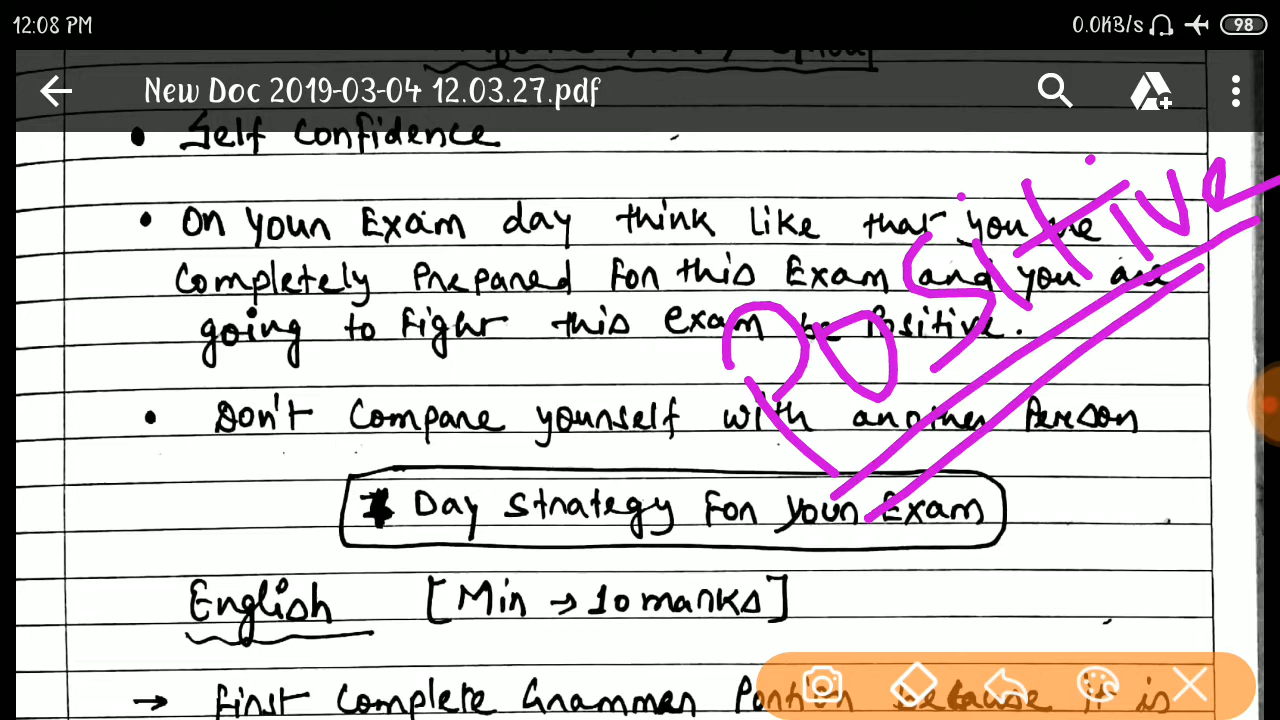 12:08 PM
0.0KB/s 98
New Doc 2019-03-04 12.03.27.pdf
• Self Confidence
• On your Exam day think like that you are
completely Prepared For this Exam and you are
going to Fight this exam be Positive.
POSiTiVe
• Don't Compare yourself with another Person
1 Day Strategy For your Exam
English [Min → 10 marks]
→ First Complete Grammer Portion because it is